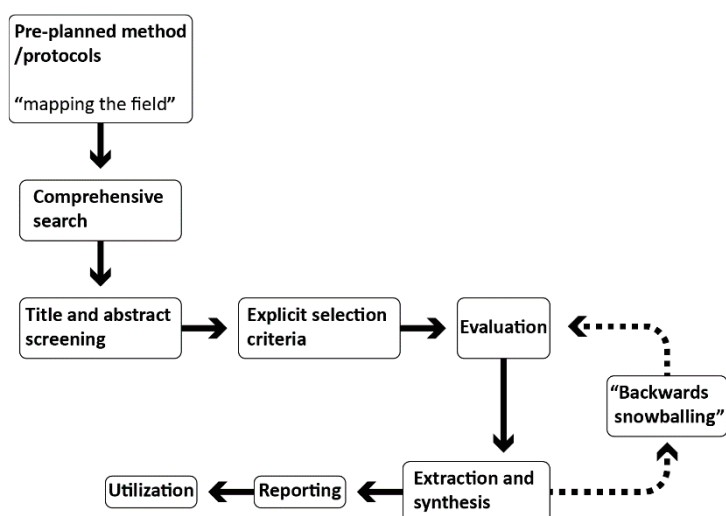 Pre-planned method
/protocols
“mapping the field”
Comprehensive
search
Title and abstract
screening
Explicit selection
criteria
Evaluation
“Backwards
snowballing”
Extraction and
synthesis
Reporting
Utilization